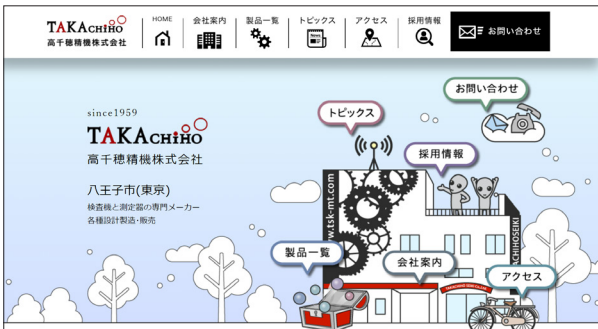 TAKACHIHO
高千穂精機株式会社
HOME
会社案内
製品一覧
トピックス
アクセス
採用情報
お問い合わせ
News
since1959
TAKACHIHO
高千穂精機株式会社
八王子市(東京)
検査機と測定器の専門メーカー
各種設計製造・販売
お問い合わせ
トピックス
採用情報
www.tsk-mt.com
製品一覧
会社案内
アクセス